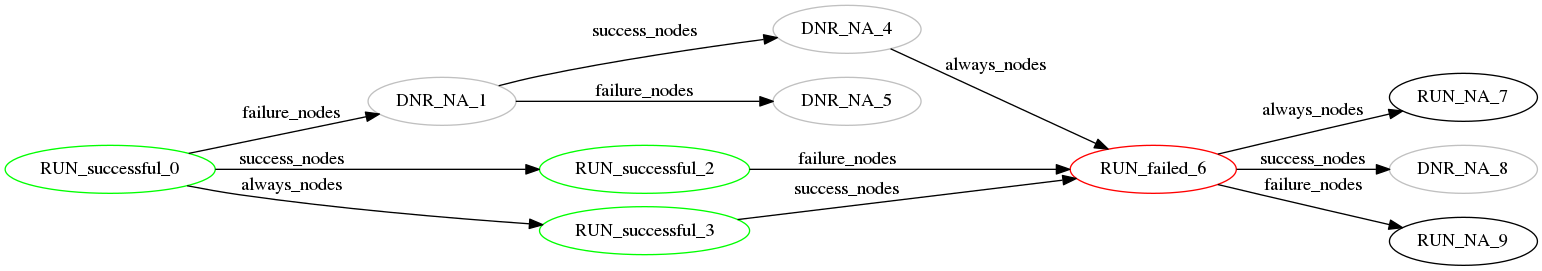 success_nodes
DNR_NA_4
always_nodes
failure_nodes
DNR_NA_1
failure_nodes
DNR_NA_5
always_nodes
RUN_NA_7
RUN_successful_0
success_nodes
RUN_successful_2
failure_nodes
RUN_failed_6
success_nodes
DNR_NA_8
always_nodes
success_nodes
failure_nodes
RUN_successful_3
RUN_NA_9